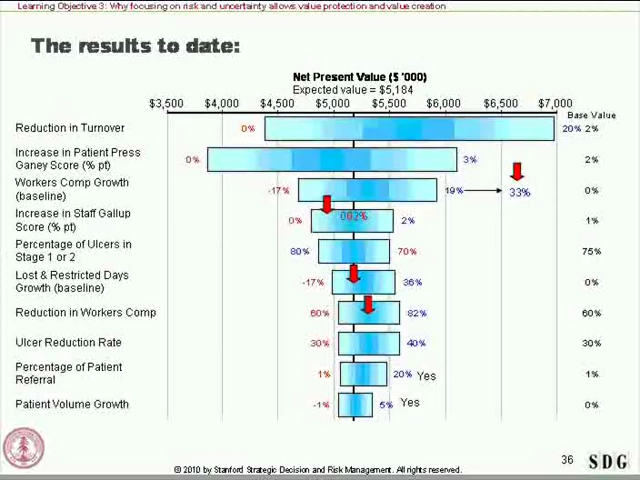 Learning Objective 3: Why focusing on risk and uncertainty allows value protection and value creation
The results to date:
Net Present Value ($ '000)
Expected value = $5,184
$3,500 $4,000 $4,500 $5,000 $5,500 $6,000 $6,500 $7,000
Base Value
Reduction in Turnover 0% 20% 2%
Increase in Patient Press
Ganey Score (% pt) 0% 3% 2%
Workers Comp Growth
(baseline) -17% 19% 33% 0%
Increase in Staff Gallup
Score (% pt) 0% 2% 1%
Percentage of Ulcers in
Stage 1 or 2 80% 70% 75%
Lost & Restricted Days
Growth (baseline) -17% 36% 0%
Reduction in Workers Comp 60% 82% 60%
Ulcer Reduction Rate 30% 40% 30%
Percentage of Patient
Referral 1% 20% Yes 1%
Patient Volume Growth -1% 5% Yes 0%
36 SDG
© 2010 by Stanford Strategic Decision and Risk Management. All rights reserved.